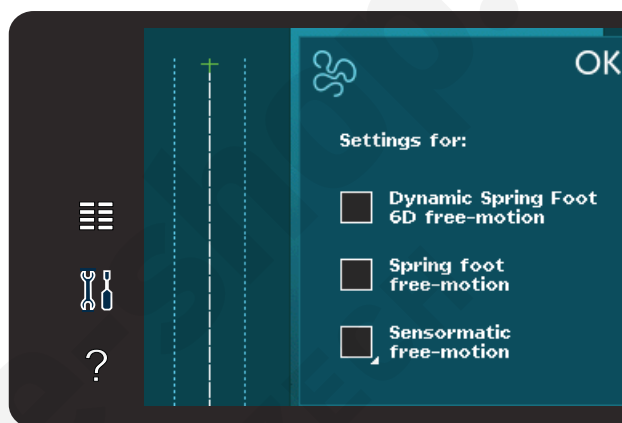 OK
Settings for:
Dynamic Spring Foot
6D free-motion
Spring foot
free-motion
Sensormatic
free-motion
?